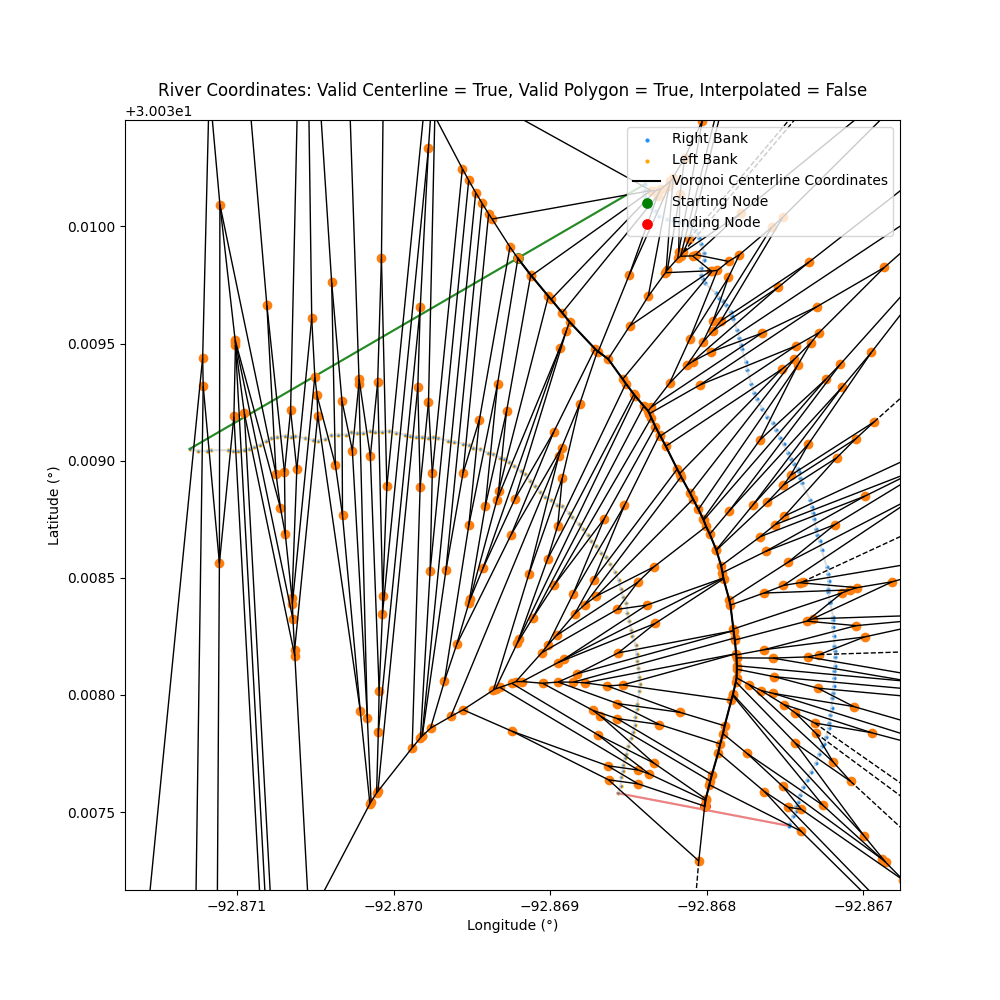 River Coordinates: Valid Centerline = True, Valid Polygon = True, Interpolated = False
+3.003e1
Right Bank
Left Bank
Voronoi Centerline Coordinates
Starting Node
Ending Node
0.0100
0.0095
0.0090
0.0085
0.0080
0.0075
Latitude (°)
−92.871
−92.870
−92.869
−92.868
−92.867
Longitude (°)